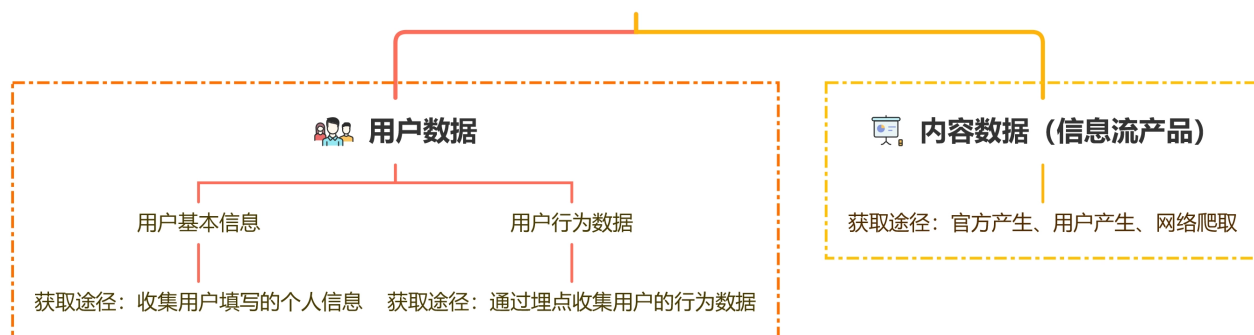 用户数据
内容数据（信息流产品）
用户基本信息
用户行为数据
获取途径：官方产生、用户产生、网络爬取
获取途径：收集用户填写的个人信息
获取途径：通过埋点收集用户的行为数据